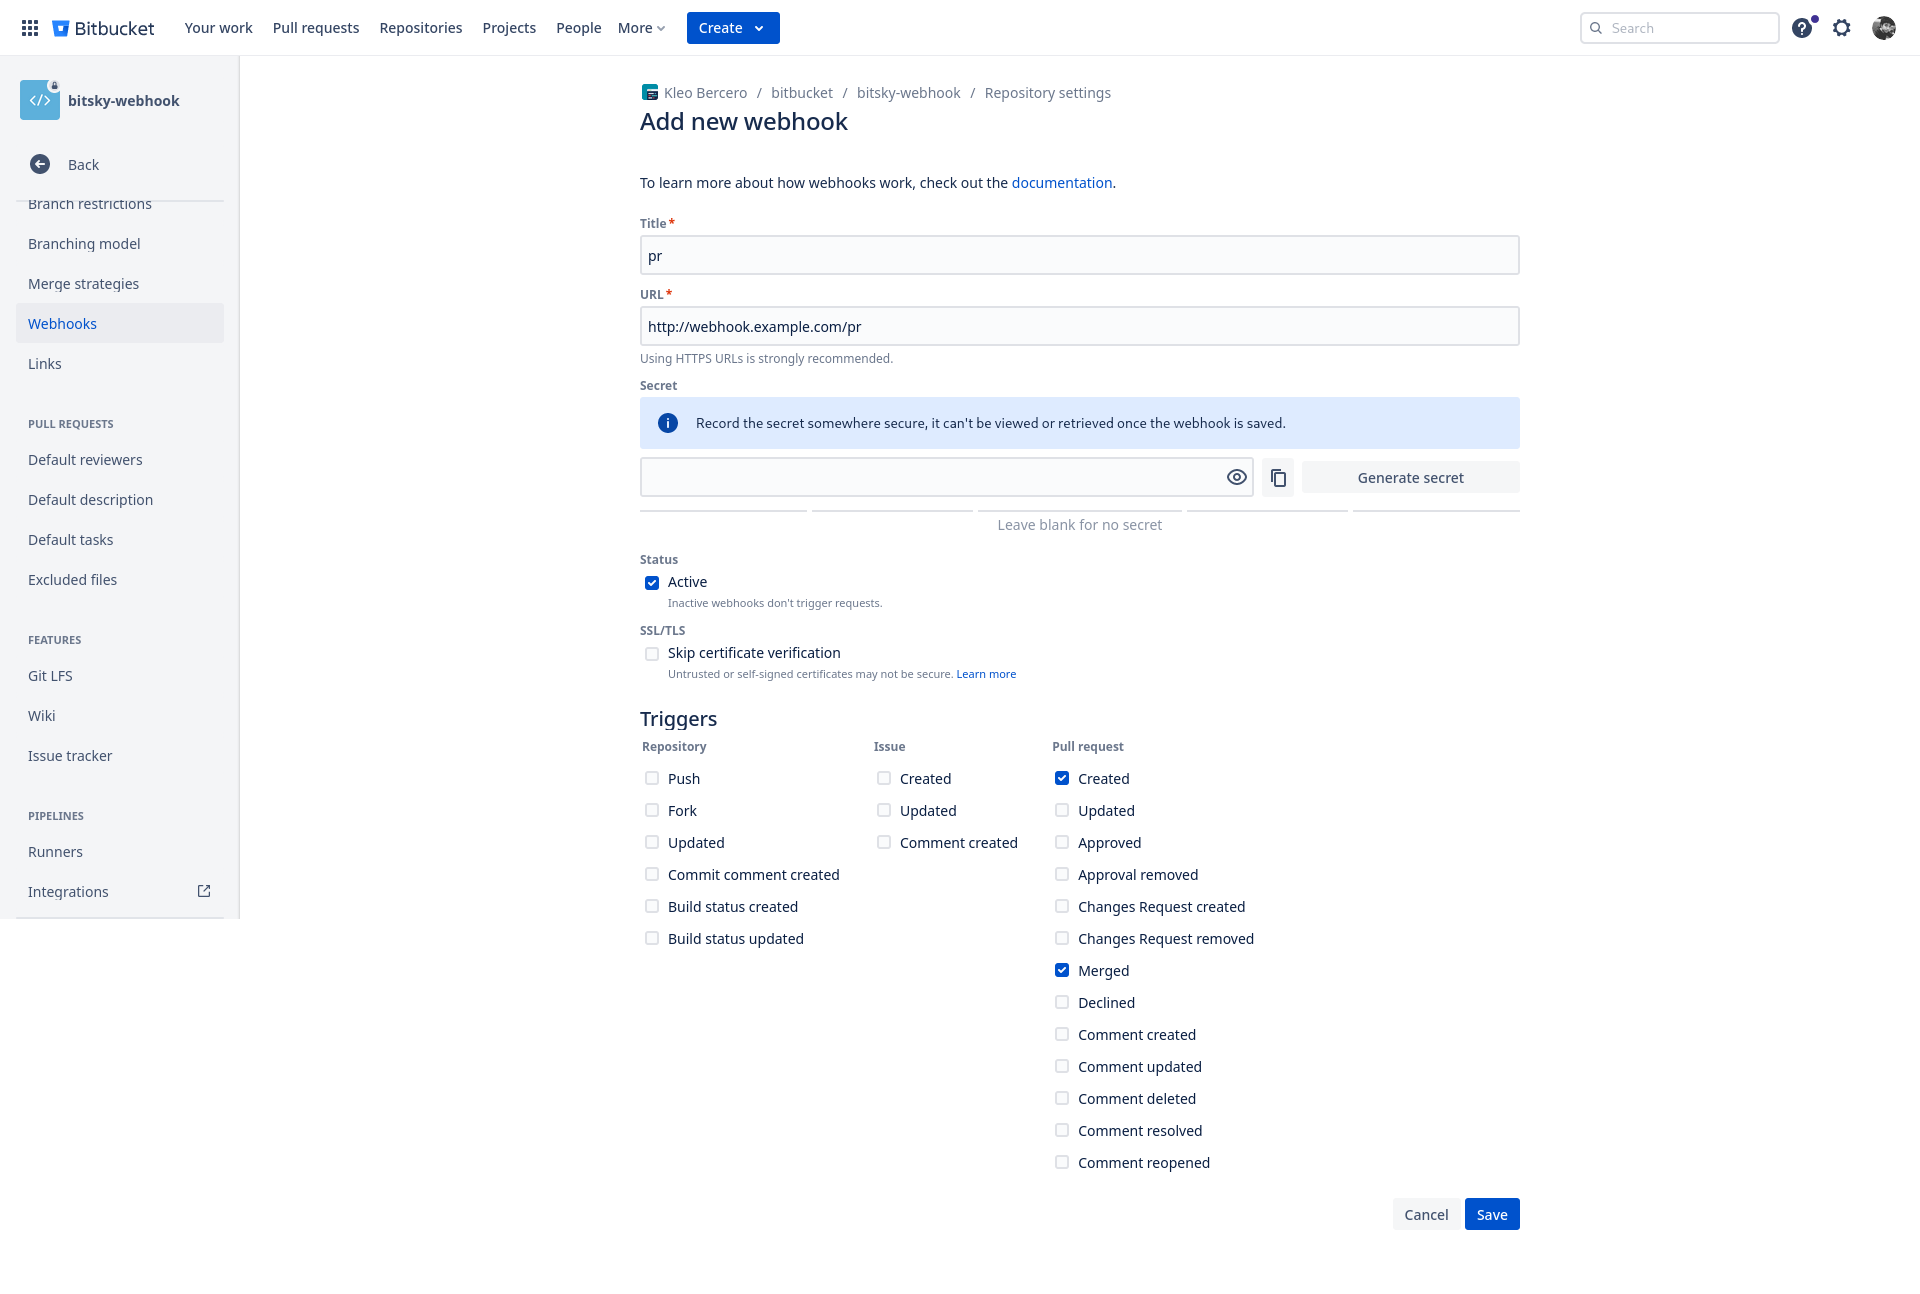 Bitbucket
Your work
Pull requests
Repositories
Projects
People
More
Create
Search
bitsky-webhook
Back
Branch restrictions
Branching model
Merge strategies
Webhooks
Links
PULL REQUESTS
Default reviewers
Default description
Default tasks
Excluded files
FEATURES
Git LFS
Wiki
Issue tracker
PIPELINES
Runners
Integrations
Kleo Bercero / bitbucket / bitsky-webhook / Repository settings
Add new webhook
To learn more about how webhooks work, check out the documentation.
Title *
pr
URL *
http://webhook.example.com/pr
Using HTTPS URLs is strongly recommended.
Secret
Record the secret somewhere secure, it can't be viewed or retrieved once the webhook is saved.
Generate secret
Leave blank for no secret
Status
Active
Inactive webhooks don't trigger requests.
SSL/TLS
Skip certificate verification
Untrusted or self-signed certificates may not be secure. Learn more
Triggers
Repository
Push
Fork
Updated
Commit comment created
Build status created
Build status updated
Issue
Created
Updated
Comment created
Pull request
Created
Updated
Approved
Approval removed
Changes Request created
Changes Request removed
Merged
Declined
Comment created
Comment updated
Comment deleted
Comment resolved
Comment reopened
Cancel
Save